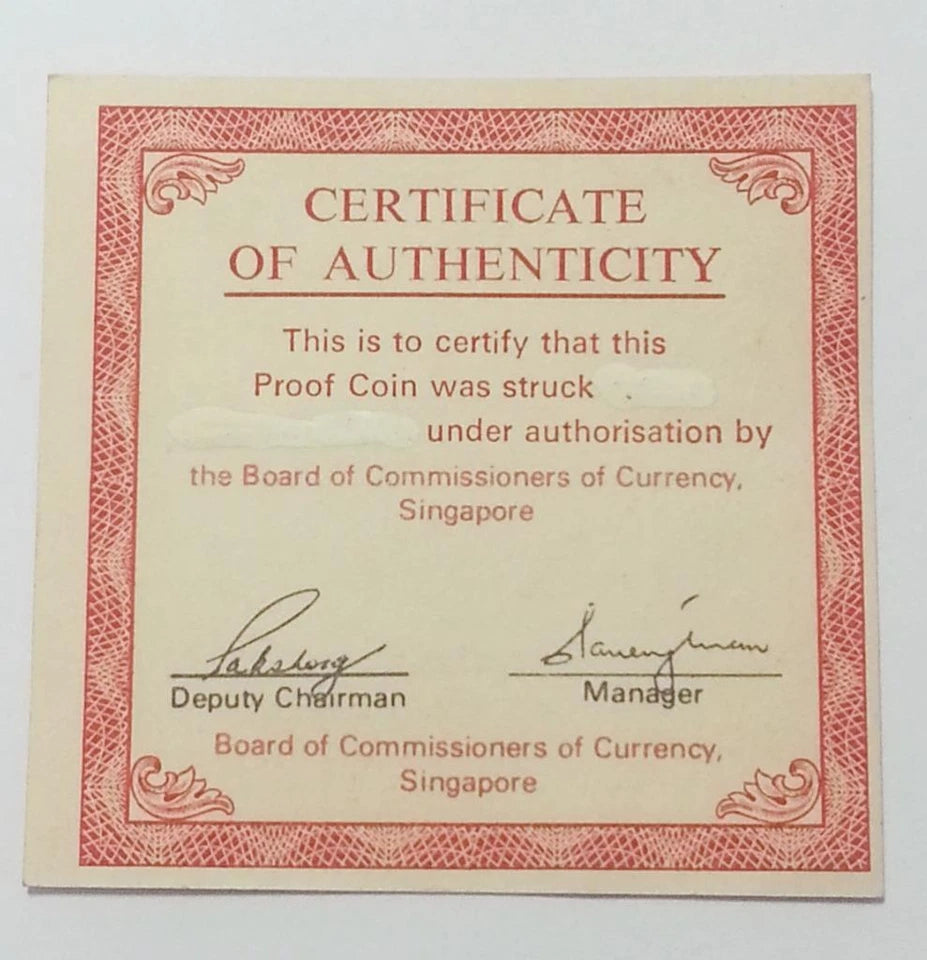 CERTIFICATE
OF AUTHENTICITY
This is to certify that this
Proof Coin was struck
under authorisation by
the Board of Commissioners of Currency,
Singapore
Deputy Chairman
Manager
Board of Commissioners of Currency,
Singapore